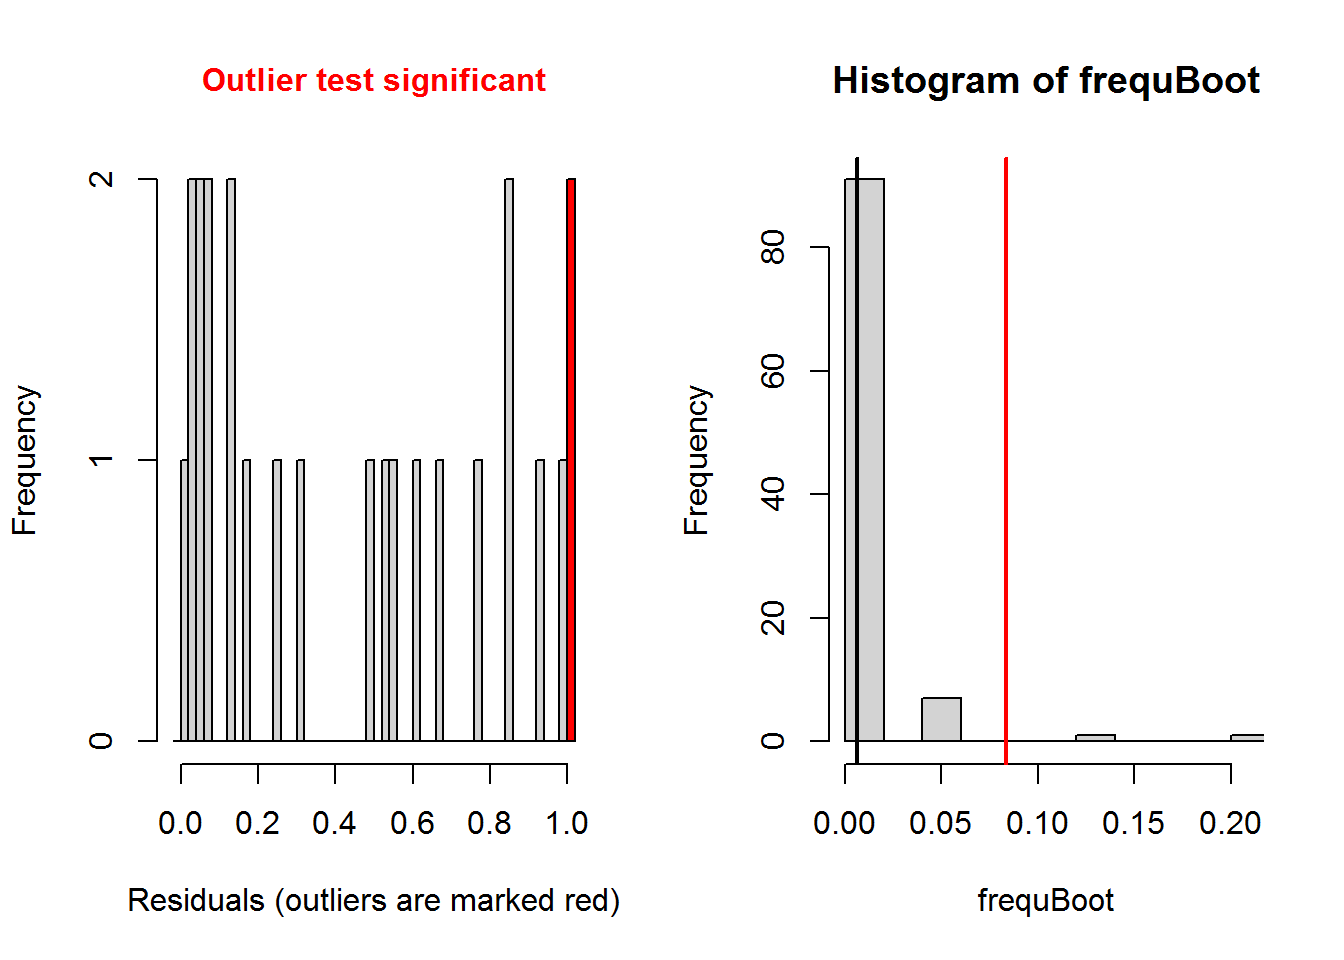 Outlier test significant
Frequency
2
1
0
0.0 0.2 0.4 0.6 0.8 1.0
Residuals (outliers are marked red)
Histogram of frequBoot
Frequency
80
60
40
20
0
0.00 0.05 0.10 0.15 0.20
frequBoot